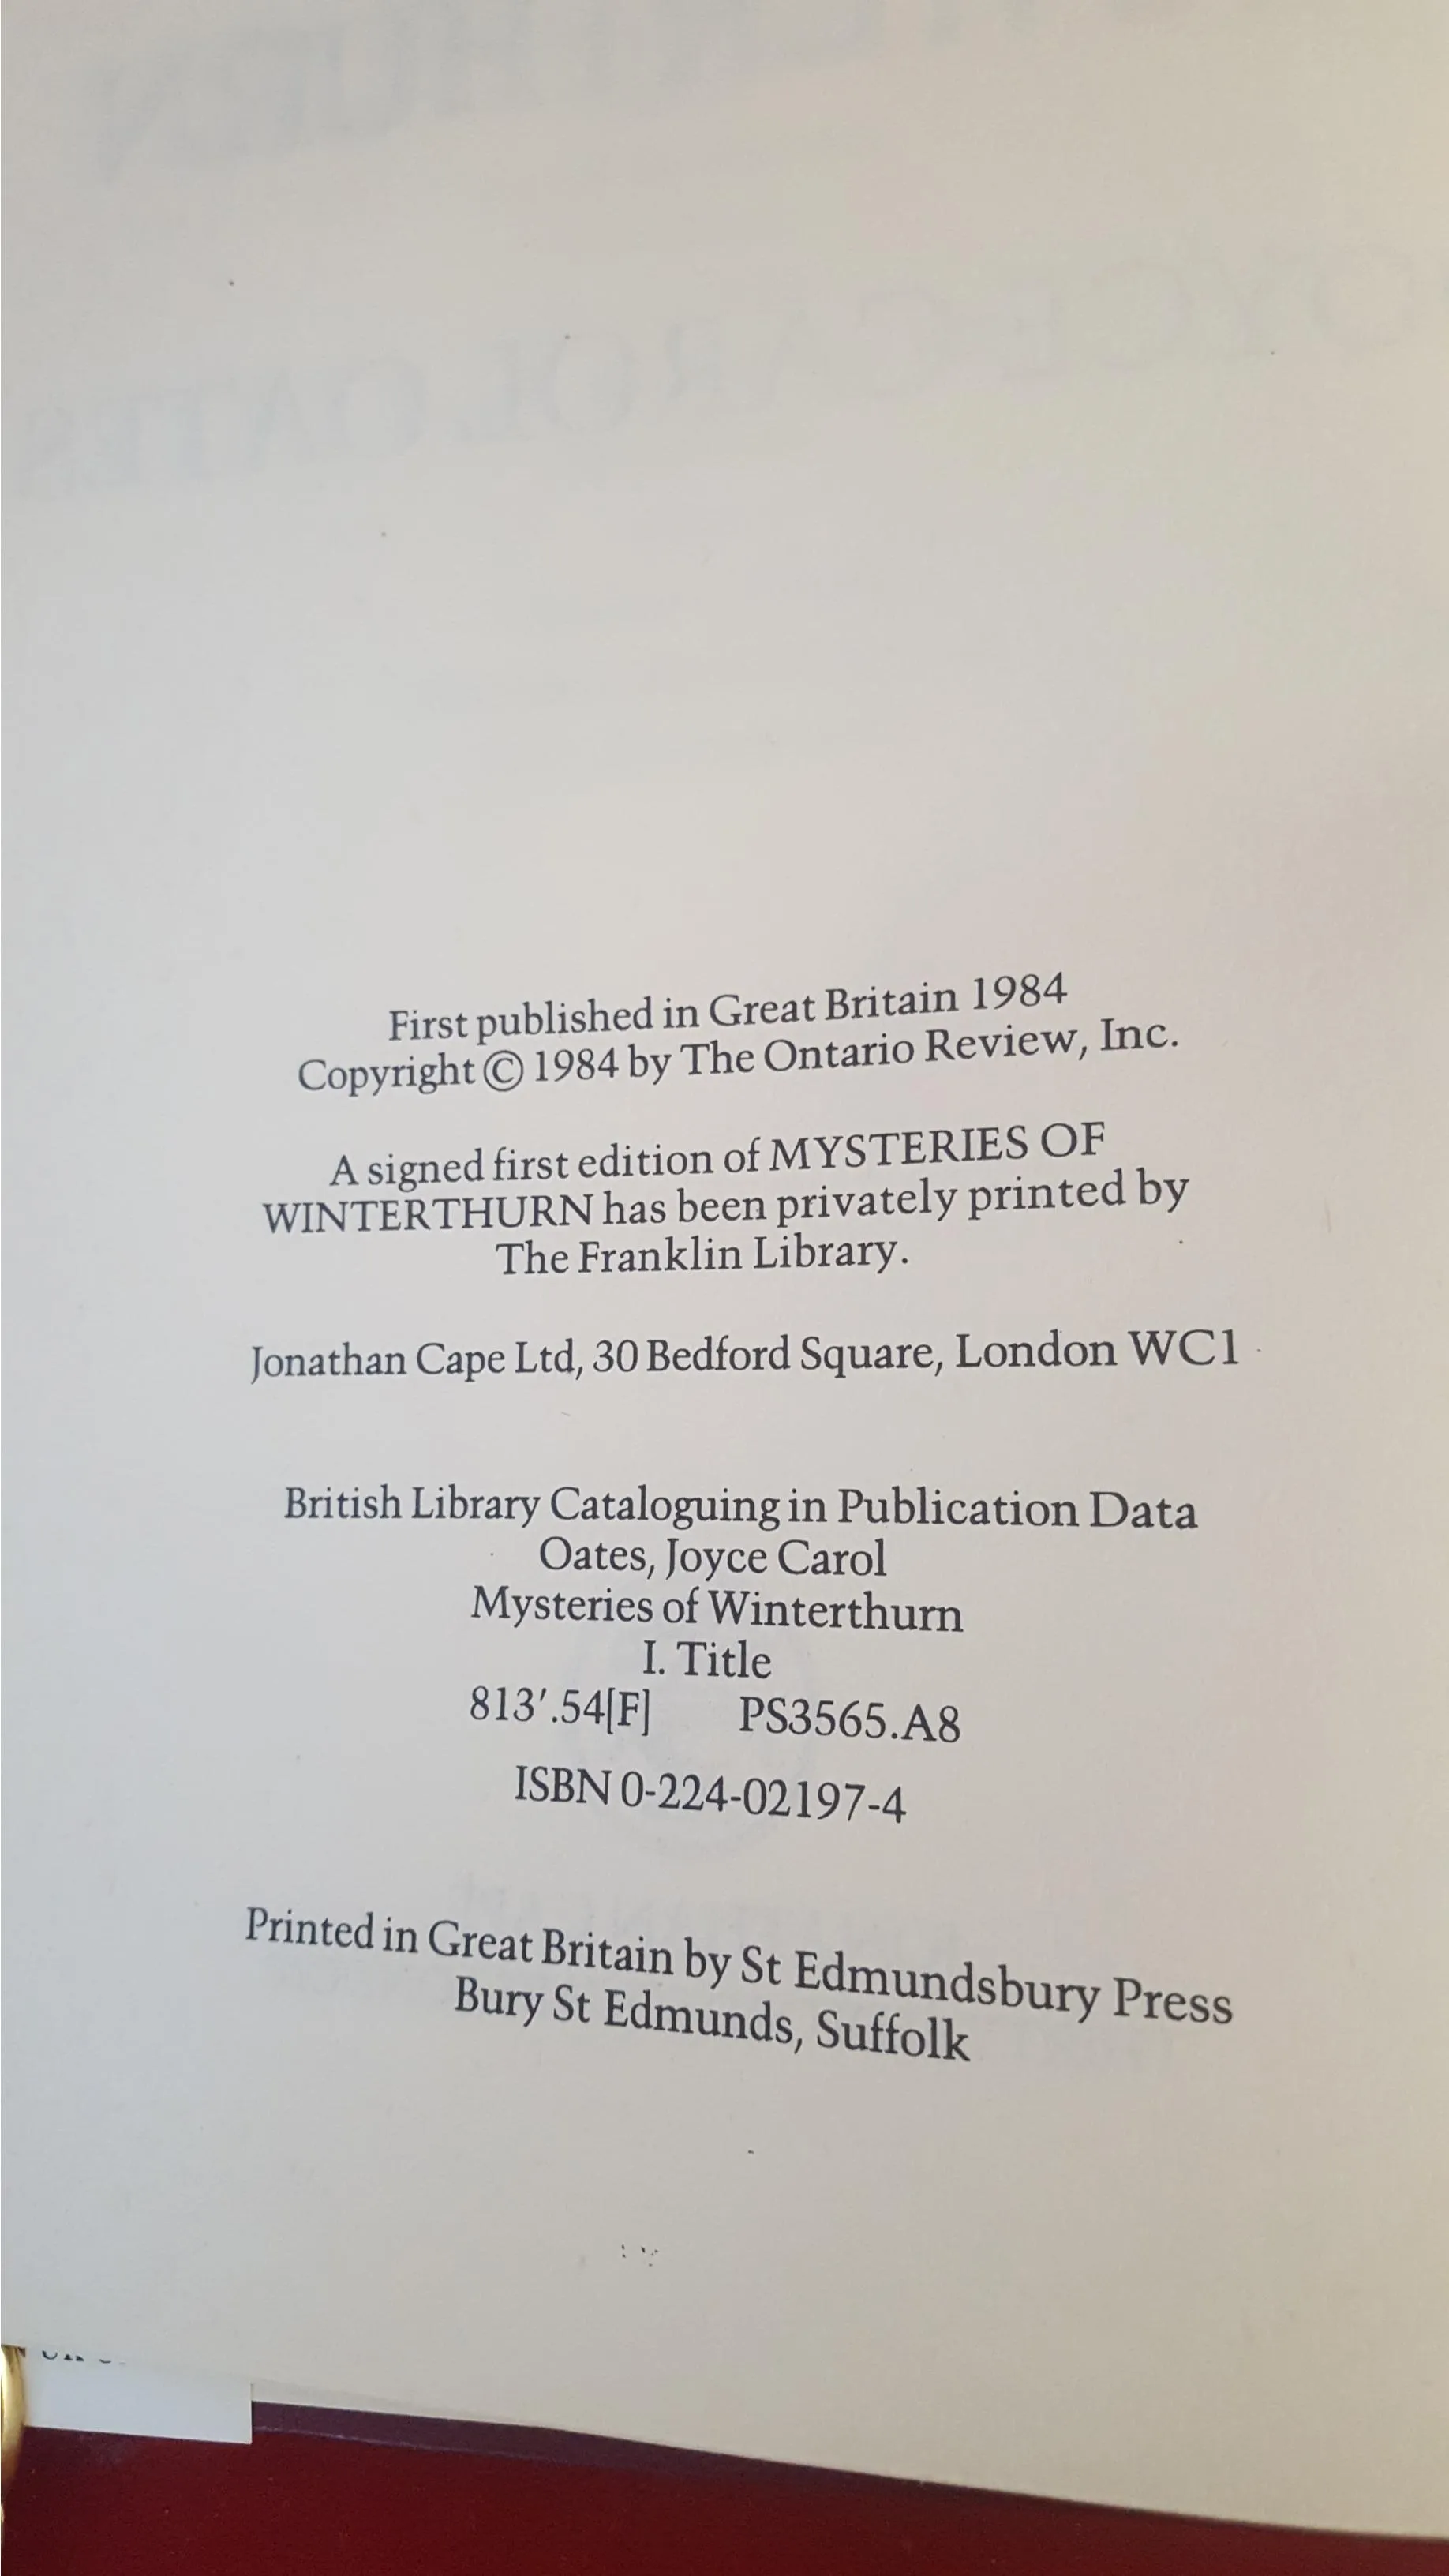 First published in Great Britain 1984
Copyright © 1984 by The Ontario Review, Inc.
A signed first edition of MYSTERIES OF
WINTERTHURN has been privately printed by
The Franklin Library.
Jonathan Cape Ltd, 30 Bedford Square, London WC1
British Library Cataloguing in Publication Data
Oates, Joyce Carol
Mysteries of Winterthurn
I. Title
813′.54[F] PS3565.A8
ISBN 0-224-02197-4
Printed in Great Britain by St Edmundsbury Press
Bury St Edmunds, Suffolk